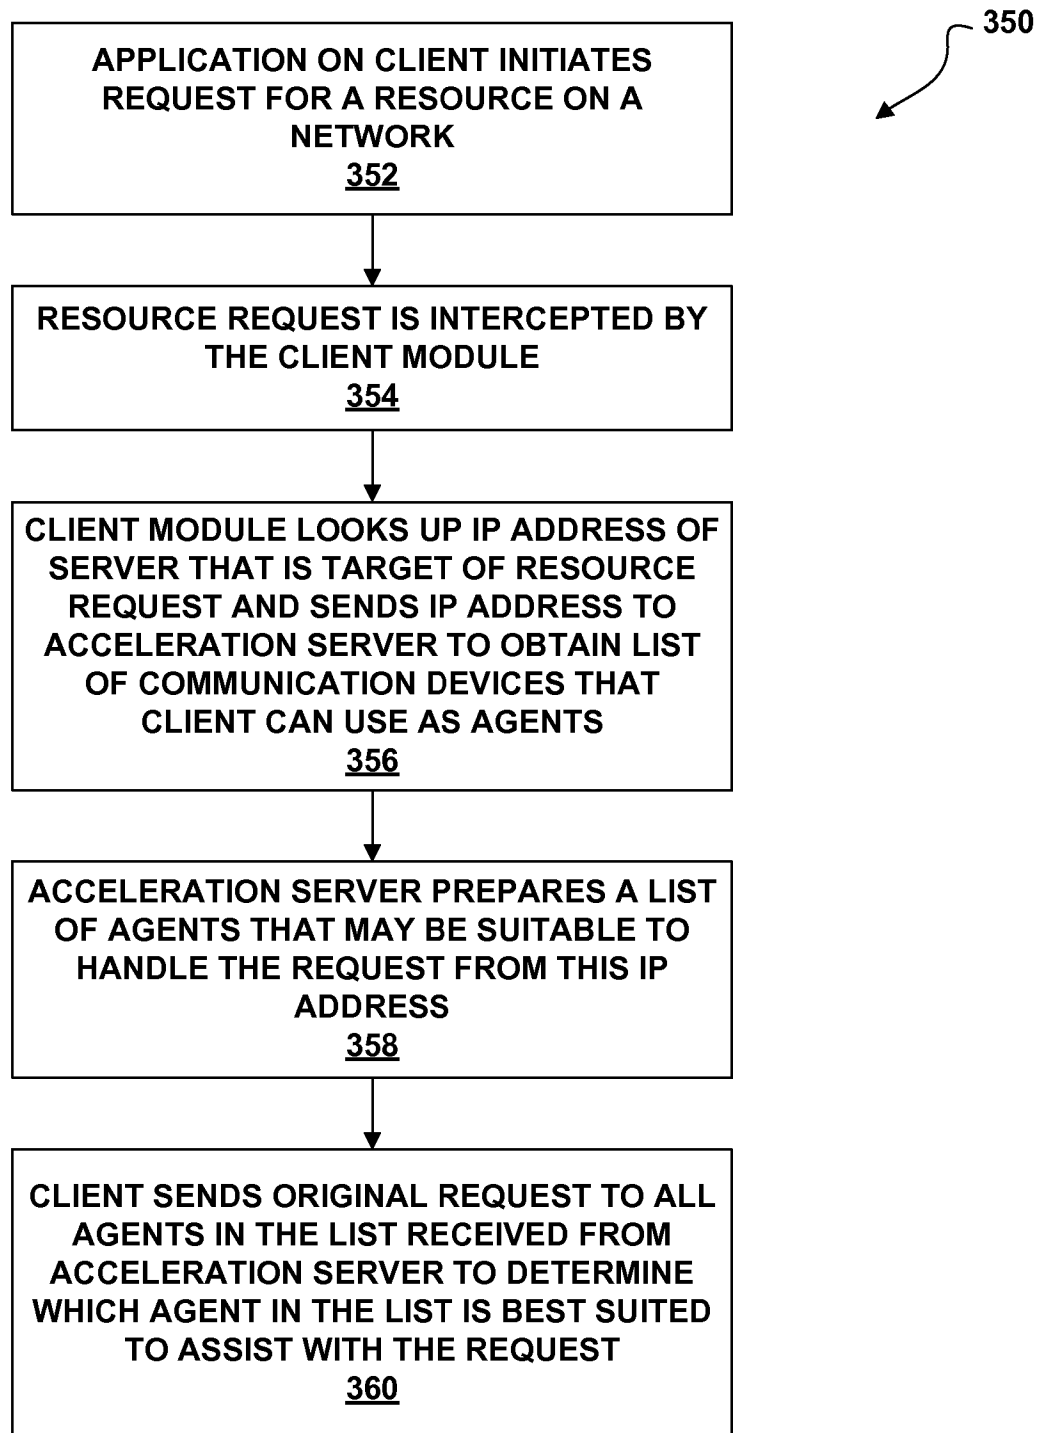 350
APPLICATION ON CLIENT INITIATES
REQUEST FOR A RESOURCE ON A
NETWORK
352
RESOURCE REQUEST IS INTERCEPTED BY
THE CLIENT MODULE
354
CLIENT MODULE LOOKS UP IP ADDRESS OF
SERVER THAT IS TARGET OF RESOURCE
REQUEST AND SENDS IP ADDRESS TO
ACCELERATION SERVER TO OBTAIN LIST
OF COMMUNICATION DEVICES THAT
CLIENT CAN USE AS AGENTS
356
ACCELERATION SERVER PREPARES A LIST
OF AGENTS THAT MAY BE SUITABLE TO
HANDLE THE REQUEST FROM THIS IP
ADDRESS
358
CLIENT SENDS ORIGINAL REQUEST TO ALL
AGENTS IN THE LIST RECEIVED FROM
ACCELERATION SERVER TO DETERMINE
WHICH AGENT IN THE LIST IS BEST SUITED
TO ASSIST WITH THE REQUEST
360